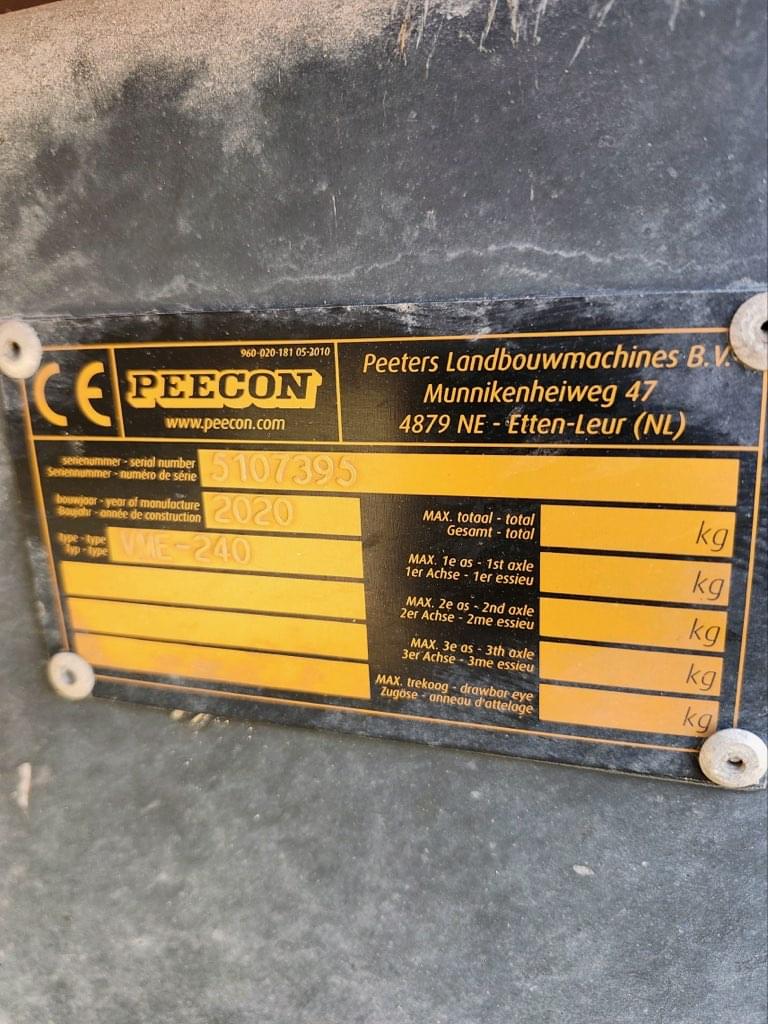 CE
960-020-181 05-2010
PEECON
www.peecon.com
Peeters Landbouwmachines B.V.
Munnikenheiweg 47
4879 NE - Etten-Leur (NL)
serienummer - serial number
Seriennummer - numéro de série
5107395
bouwjaar - year of manufacture
Baujahr - année de construction
2020
type - type
Typ - type
VME-240
MAX. totaal - total
Gesamt - total
kg
MAX. 1e as - 1st axle
1er Achse - 1er essieu
kg
MAX. 2e as - 2nd axle
2er Achse - 2me essieu
kg
MAX. 3e as - 3th axle
3er Achse - 3me essieu
kg
MAX. trekoog - drawbar eye
Zugöse - anneau d'attelage
kg